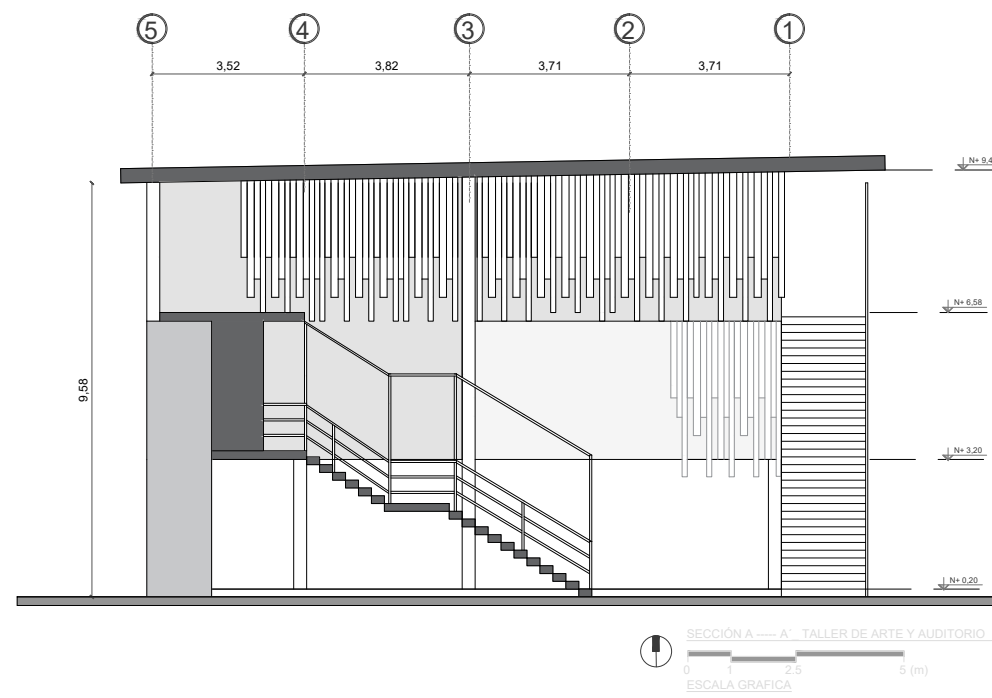 5 4 3 2 1
3,52 3,82 3,71 3,71
N+ 9,4
N+ 6,58
9,58
N+ 3,20
N+ 0,20
SECCIÓN A ---- A´_ TALLER DE ARTE Y AUDITORIO
0 1 2.5 5 (m)
ESCALA GRAFICA